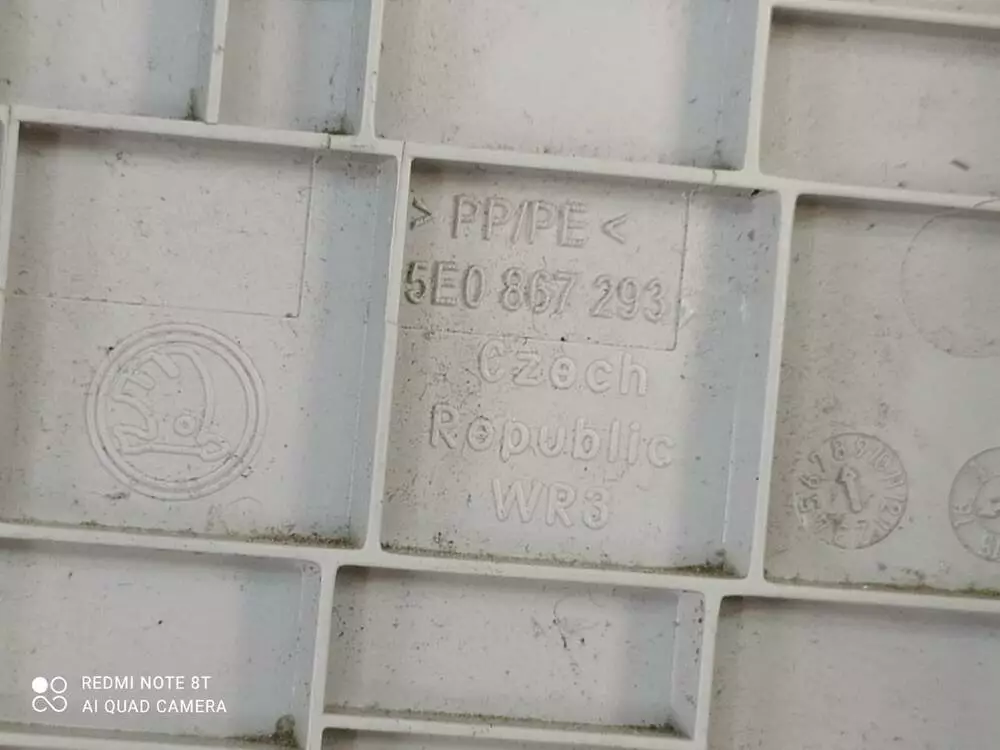 > PP/PE <
5E0 867 293
Czech
Republic
WR3
REDMI NOTE 8T
AI QUAD CAMERA